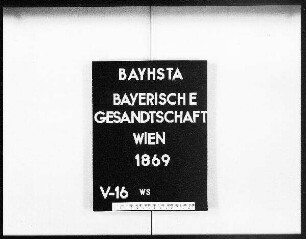 BAYHSTA
BAYERISCHE
GESANDTSCHAFT
WIEN
1869
V-16 WS